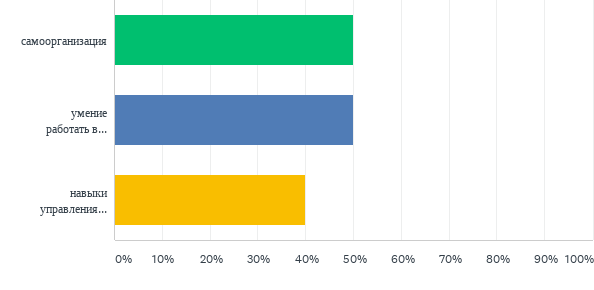 самоорганизация
умение
работать в...
навыки
управления...
0% 10% 20% 30% 40% 50% 60% 70% 80% 90% 100%